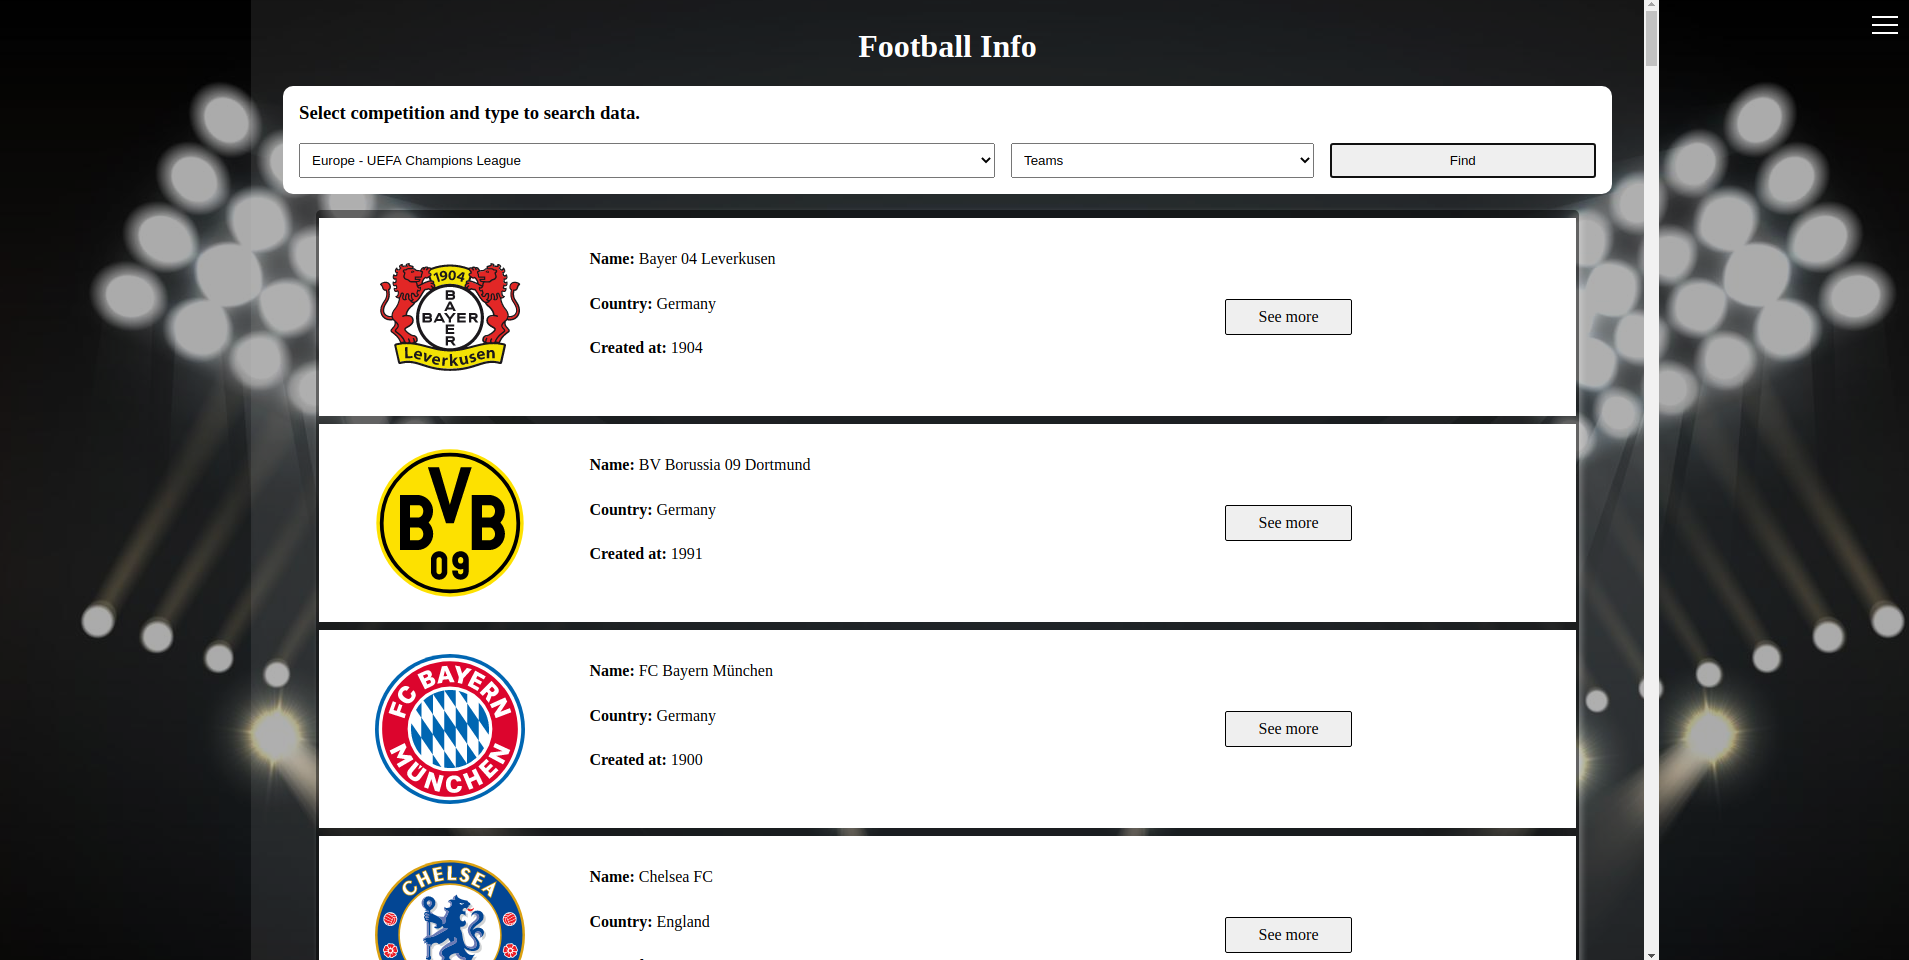 Football Info
Select competition and type to search data.
Europe - UEFA Champions League
Teams
Find
1904
BAYER
BAYER
Leverkusen
Name: Bayer 04 Leverkusen
Country: Germany
Created at: 1904
See more
BVB
09
Name: BV Borussia 09 Dortmund
Country: Germany
Created at: 1991
See more
FC BAYERN
MÜNCHEN
Name: FC Bayern München
Country: Germany
Created at: 1900
See more
CHELSEA
Name: Chelsea FC
Country: England
See more